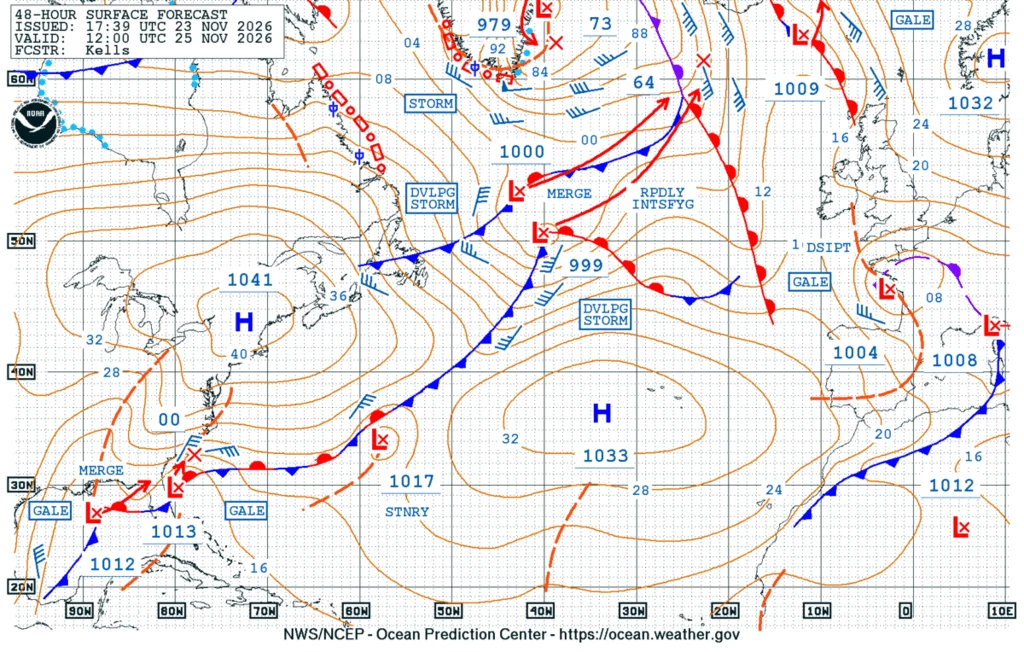 48-HOUR SURFACE FORECAST
ISSUED: 17:39 UTC 23 NOV 2026
VALID: 12:00 UTC 25 NOV 2026
FCSTR: Kells
979
73
88
GALE
28
H
04
92
84
60N
08
64
1009
1032
NOAA
STORM
16
24
00
1000
20
L
MERGE
RPDLY
INTSFYG
12
DVLPG
STORM
50N
L
999
1
DSIPT
1041
36
GALE
L
08
H
32
40
DVLPG
STORM
L
28
40N
1004
1008
00
H
32
1033
L
20
16
MERGE
30N
L
1017
28
24
1012
GALE
L
GALE
STNRY
L
1013
1012
16
20N
90W
80W
70W
60W
50W
40W
30W
20W
10W
0
10E
NWS/NCEP - Ocean Prediction Center - https://ocean.weather.gov